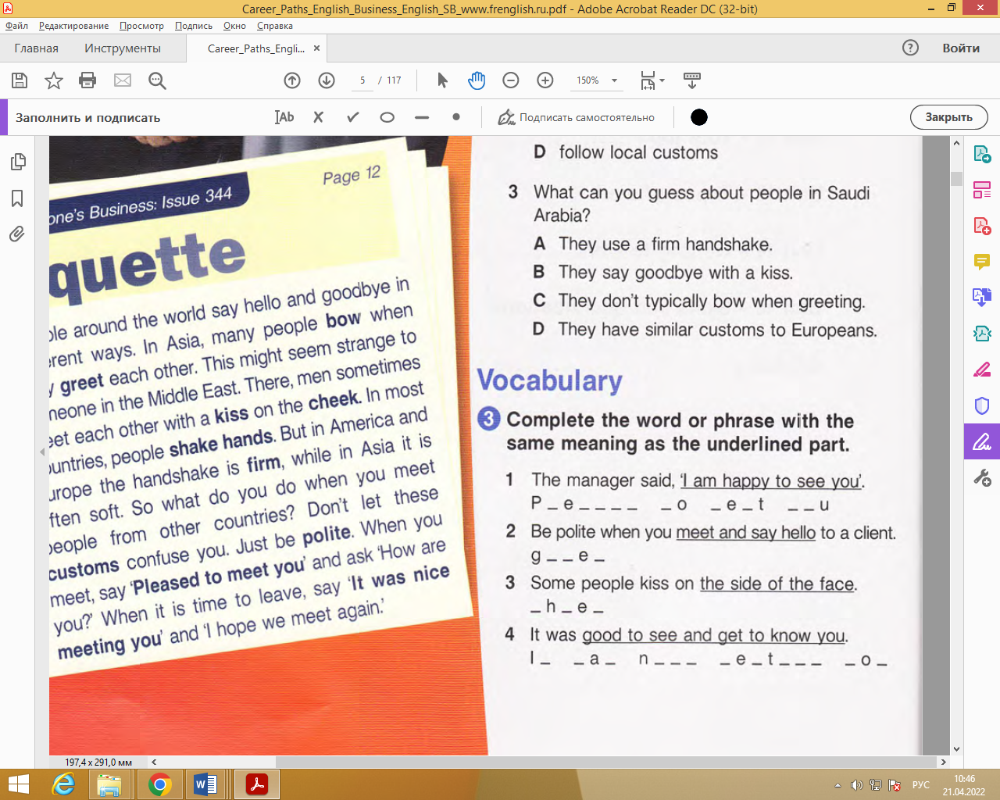 Career_Paths_English_Business_English_SB_www.frenglish.ru.pdf - Adobe Acrobat Reader DC (32-bit)
Файл Редактирование Просмотр Подпись Окно Справка
Главная Инструменты Career_Paths_Engli... × Войти
5 / 117 150%
Заполнить и подписать Ab Подписать самостоятельно Закрыть
Page 12
one's Business: Issue 344
quette
ple around the world say hello and goodbye in
erent ways. In Asia, many people bow when
y greet each other. This might seem strange to
meone in the Middle East. There, men sometimes
eet each other with a kiss on the cheek. In most
ountries, people shake hands. But in America and
urope the handshake is firm, while in Asia it is
ften soft. So what do you do when you meet
people from other countries? Don't let these
customs confuse you. Just be polite. When you
meet, say 'Pleased to meet you' and ask 'How are
you?' When it is time to leave, say 'It was nice
meeting you' and 'I hope we meet again.'
D follow local customs
3 What can you guess about people in Saudi
Arabia?
A They use a firm handshake.
B They say goodbye with a kiss.
C They don't typically bow when greeting.
D They have similar customs to Europeans.
Vocabulary
3 Complete the word or phrase with the
same meaning as the underlined part.
1 The manager said, 'I am happy to see you'.
P _ e _ _ _ _ _ o _ e _ t _ _ u
2 Be polite when you meet and say hello to a client.
g _ _ e _
3 Some people kiss on the side of the face.
_ h _ e _
4 It was good to see and get to know you.
I _ _ a _ n _ _ _ _ e _ t _ _ _ _ o _
197,4 x 291,0 мм
РУС
10:46
21.04.2022